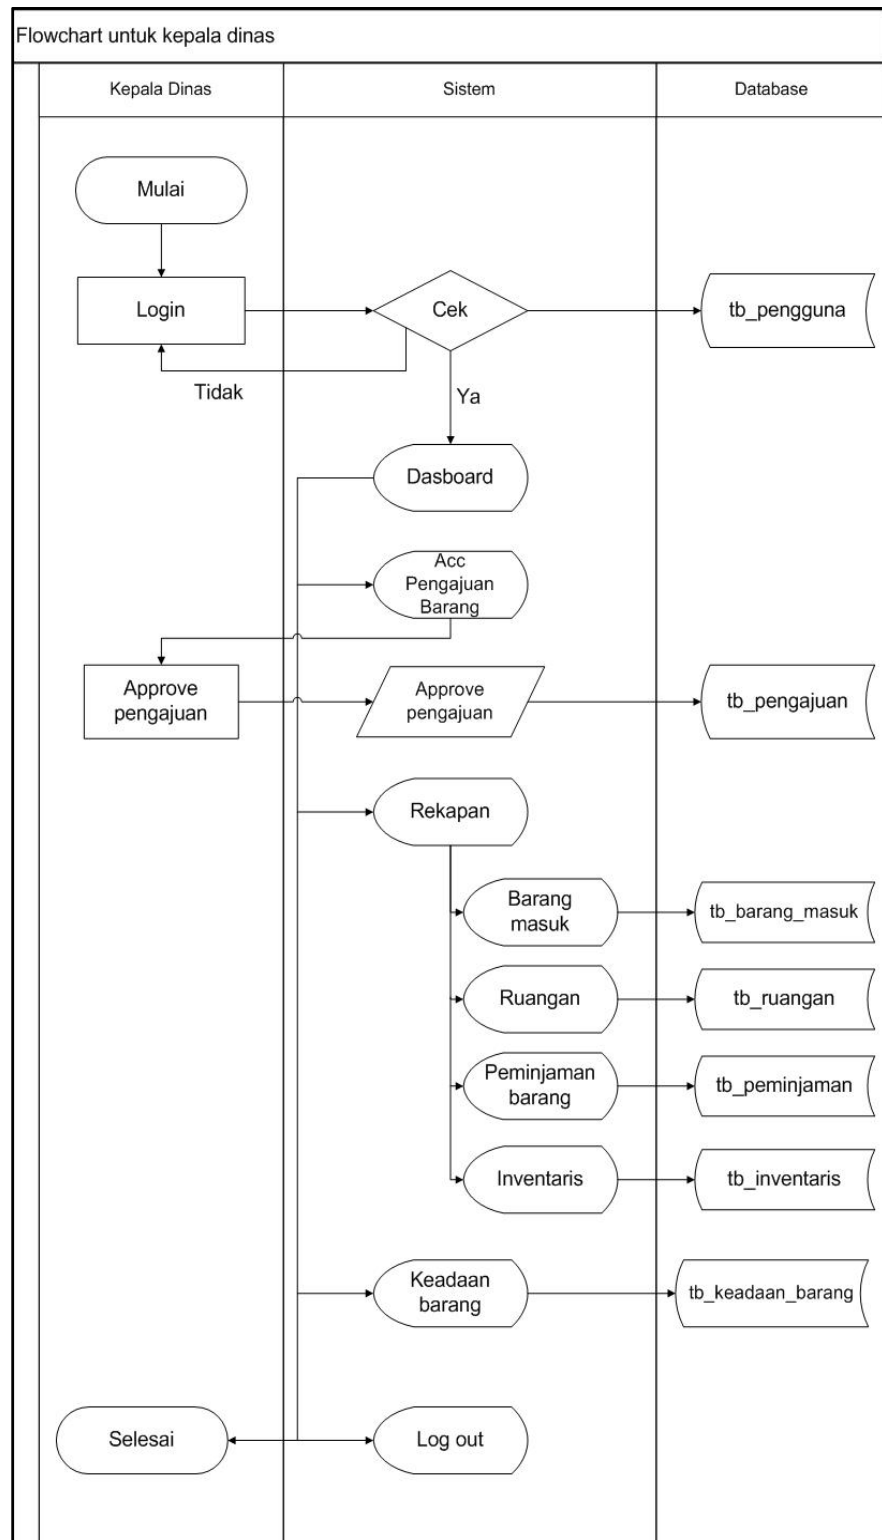 Flowchart untuk kepala dinas
Kepala Dinas
Sistem
Database
Mulai
Login
Cek
tb_pengguna
Tidak
Ya
Dasboard
Acc
Pengajuan
Barang
Approve
pengajuan
Approve
pengajuan
tb_pengajuan
Rekapan
Barang
masuk
tb_barang_masuk
Ruangan
tb_ruangan
Peminjaman
barang
tb_peminjaman
Inventaris
tb_inventaris
Keadaan
barang
tb_keadaan_barang
Selesai
Log out